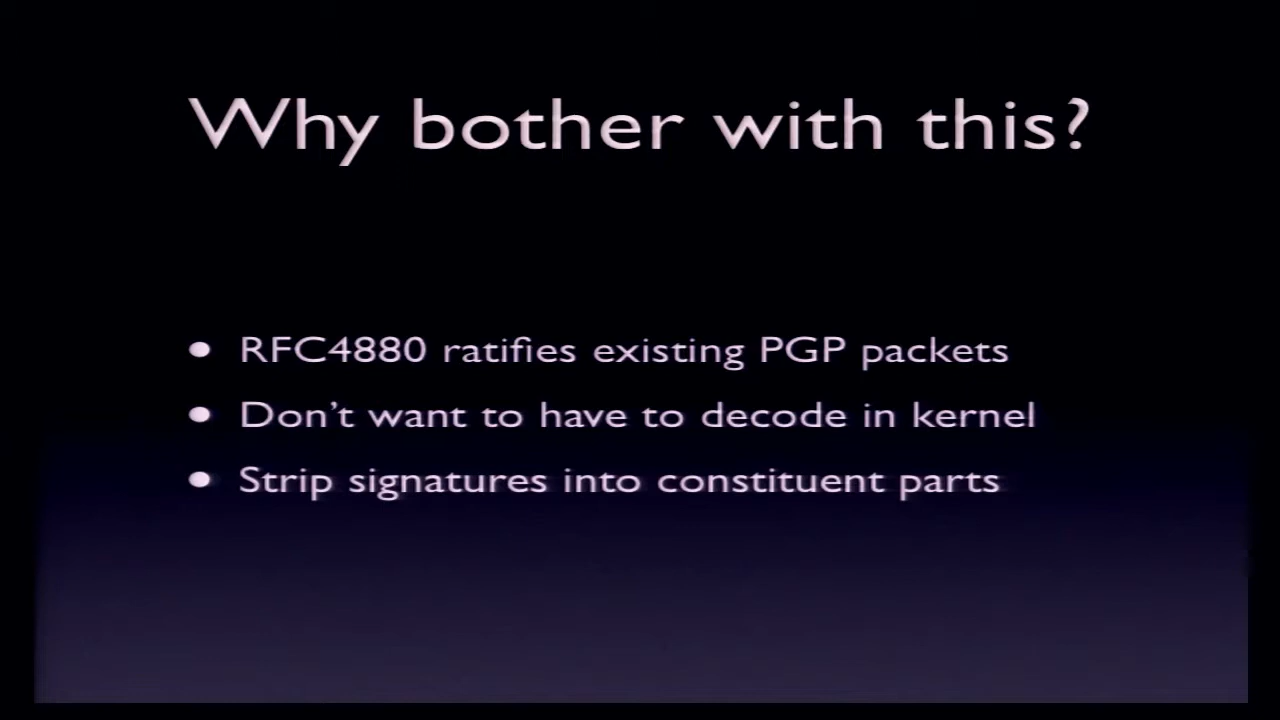 Why bother with this?
• RFC4880 ratifies existing PGP packets
• Don’t want to have to decode in kernel
• Strip signatures into constituent parts